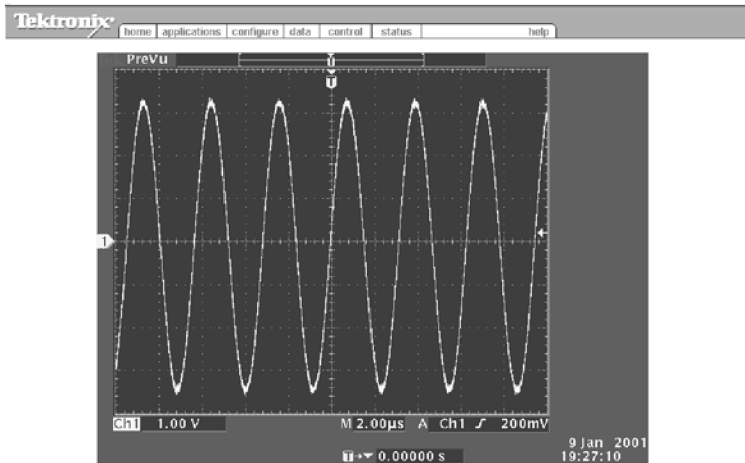 Tektronix
home applications configure data control status help
PreVu
U
T
1
Ch1 1.00 V M 2.00µs A Ch1 200mV
9 Jan 2001
T 0.00000 s 19:27:10